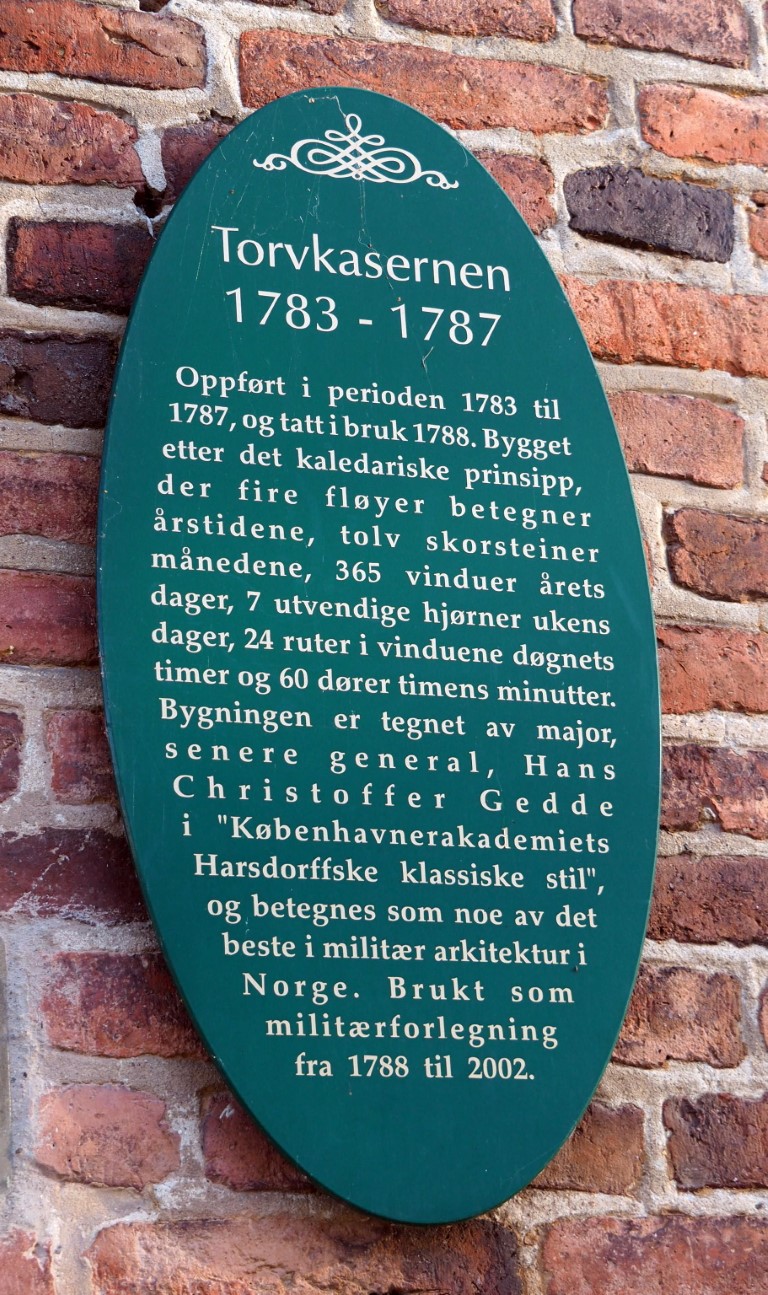 Torvkasernen
1783 - 1787
Oppført i perioden 1783 til
1787, og tatt i bruk 1788. Bygget
etter det kaledariske prinsipp,
der fire fløyer betegner
årstidene, tolv skorsteiner
månedene, 365 vinduer årets
dager, 7 utvendige hjørner ukens
dager, 24 ruter i vinduene døgnets
timer og 60 dører timens minutter.
Bygningen er tegnet av major,
senere general, Hans
Christoffer Gedde
i "Københavnerakademiets
Harsdorffske klassiske stil",
og betegnes som noe av det
beste i militær arkitektur i
Norge. Brukt som
militærforlegning
fra 1788 til 2002.